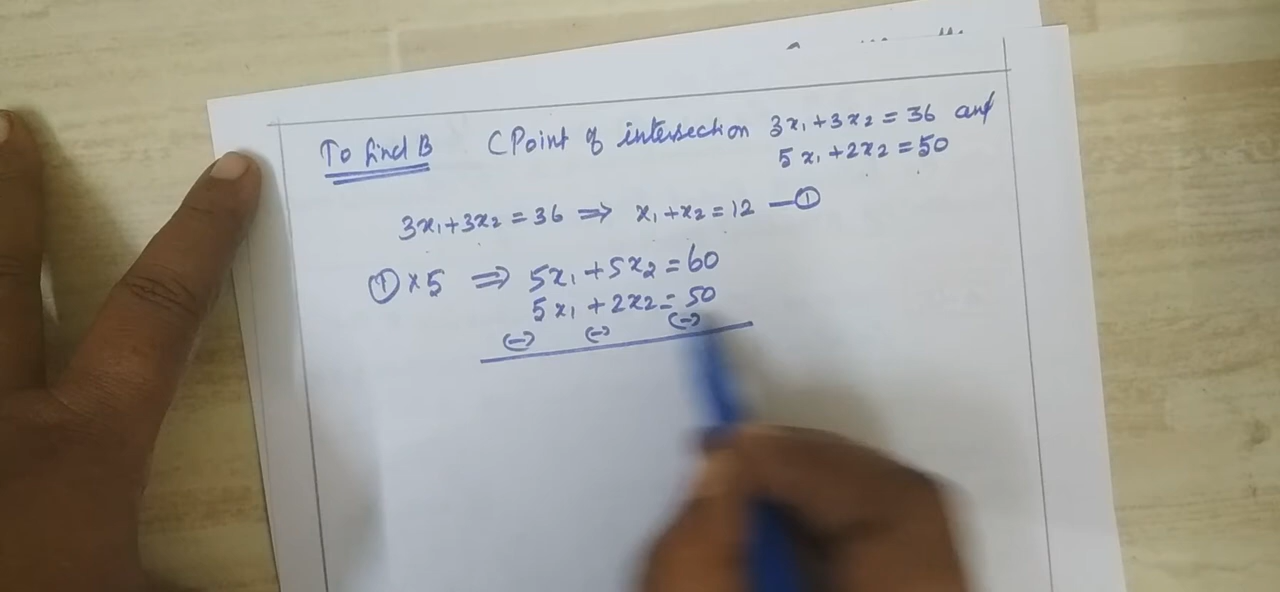 To find B (Point of intersection 3x₁+3x₂ = 36 and
5x₁+2x₂ = 50
3x₁+3x₂ = 36 ⇒ x₁+x₂ = 12 —①
① × 5 ⇒ 5x₁+5x₂ = 60
5x₁+2x₂ = 50
(-) (-) (-)